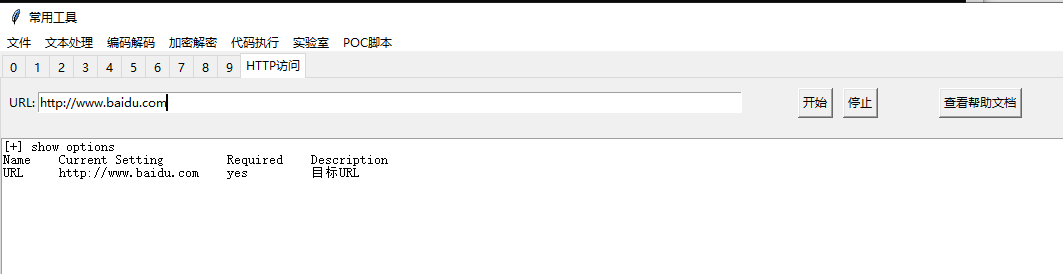 常用工具
文件 文本处理 编码解码 加密解密 代码执行 实验室 POC脚本
0 1 2 3 4 5 6 7 8 9 HTTP访问
URL: http://www.baidu.com 开始 停止 查看帮助文档
[+] show options
Name Current Setting Required Description
URL http://www.baidu.com yes 目标URL